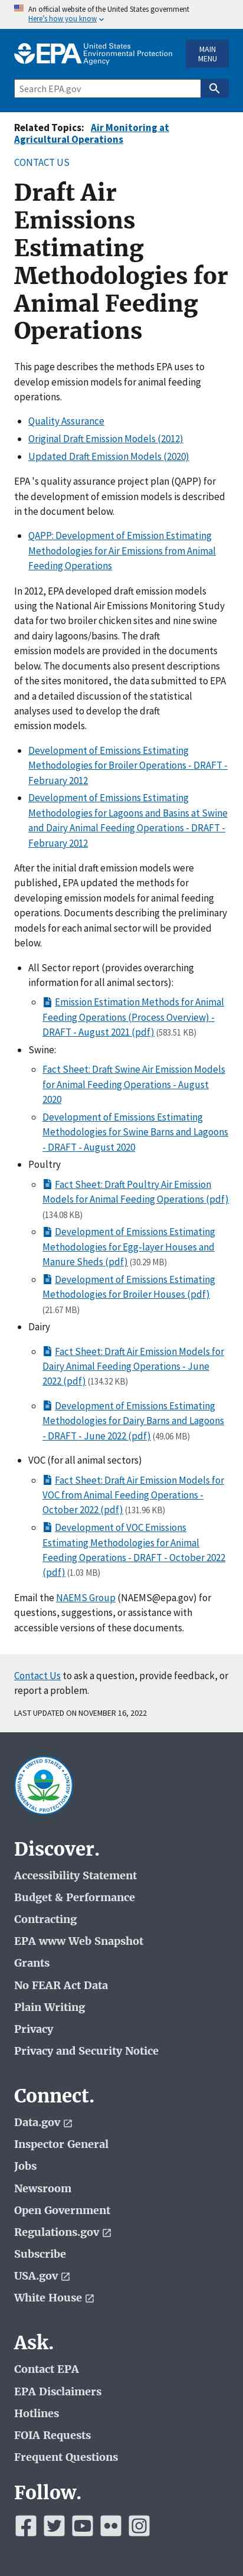 An official website of the United States government
Here's how you know
EPA United States
Environmental Protection
Agency
MAIN
MENU
Search EPA.gov
Related Topics: Air Monitoring at
Agricultural Operations
CONTACT US
Draft Air
Emissions
Estimating
Methodologies for
Animal Feeding
Operations
This page describes the methods EPA uses to
develop emission models for animal feeding
operations.
Quality Assurance
Original Draft Emission Models (2012)
Updated Draft Emission Models (2020)
EPA 's quality assurance project plan (QAPP) for
the development of emission models is described
in the document below.
QAPP: Development of Emission Estimating
Methodologies for Air Emissions from Animal
Feeding Operations
In 2012, EPA developed draft emission models
using the National Air Emissions Monitoring Study
data for two broiler chicken sites and nine swine
and dairy lagoons/basins. The draft
emission models are provided in the documents
below. The documents also present descriptions
of the sites monitored, the data submitted to EPA
and a detailed discussion of the statistical
analyses used to develop the draft
emission models.
Development of Emissions Estimating
Methodologies for Broiler Operations - DRAFT -
February 2012
Development of Emissions Estimating
Methodologies for Lagoons and Basins at Swine
and Dairy Animal Feeding Operations - DRAFT -
February 2012
After the initial draft emission models were
published, EPA updated the methods for
developing emission models for animal feeding
operations. Documents describing the preliminary
models for each animal sector will be provided
below.
All Sector report (provides overarching
information for all animal sectors):
Emission Estimation Methods for Animal
Feeding Operations (Process Overview) -
DRAFT - August 2021 (pdf) (583.51 KB)
Swine:
Fact Sheet: Draft Swine Air Emission Models
for Animal Feeding Operations - August
2020
Development of Emissions Estimating
Methodologies for Swine Barns and Lagoons
- DRAFT - August 2020
Poultry
Fact Sheet: Draft Poultry Air Emission
Models for Animal Feeding Operations (pdf)
(134.08 KB)
Development of Emissions Estimating
Methodologies for Egg-layer Houses and
Manure Sheds (pdf) (30.29 MB)
Development of Emissions Estimating
Methodologies for Broiler Houses (pdf)
(21.67 MB)
Dairy
Fact Sheet: Draft Air Emission Models for
Dairy Animal Feeding Operations - June
2022 (pdf) (134.32 KB)
Development of Emissions Estimating
Methodologies for Dairy Barns and Lagoons
- DRAFT - June 2022 (pdf) (49.06 MB)
VOC (for all animal sectors)
Fact Sheet: Draft Air Emission Models for
VOC from Animal Feeding Operations -
October 2022 (pdf) (131.96 KB)
Development of VOC Emissions
Estimating Methodologies for Animal
Feeding Operations - DRAFT - October 2022
(pdf) (1.03 MB)
Email the NAEMS Group (NAEMS@epa.gov) for
questions, suggestions, or assistance with
accessible versions of these documents.
Contact Us to ask a question, provide feedback, or
report a problem.
LAST UPDATED ON NOVEMBER 16, 2022
UNITED STATES
ENVIRONMENTAL PROTECTION AGENCY
Discover.
Accessibility Statement
Budget & Performance
Contracting
EPA www Web Snapshot
Grants
No FEAR Act Data
Plain Writing
Privacy
Privacy and Security Notice
Connect.
Data.gov
Inspector General
Jobs
Newsroom
Open Government
Regulations.gov
Subscribe
USA.gov
White House
Ask.
Contact EPA
EPA Disclaimers
Hotlines
FOIA Requests
Frequent Questions
Follow.